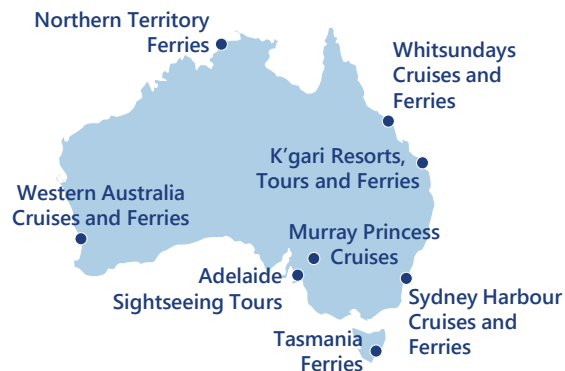 Northern Territory
Ferries
Whitsundays
Cruises and
Ferries
K’gari Resorts,
Tours and Ferries
Western Australia
Cruises and Ferries
Murray Princess
Cruises
Adelaide
Sightseeing Tours
Sydney Harbour
Cruises and
Ferries
Tasmania
Ferries